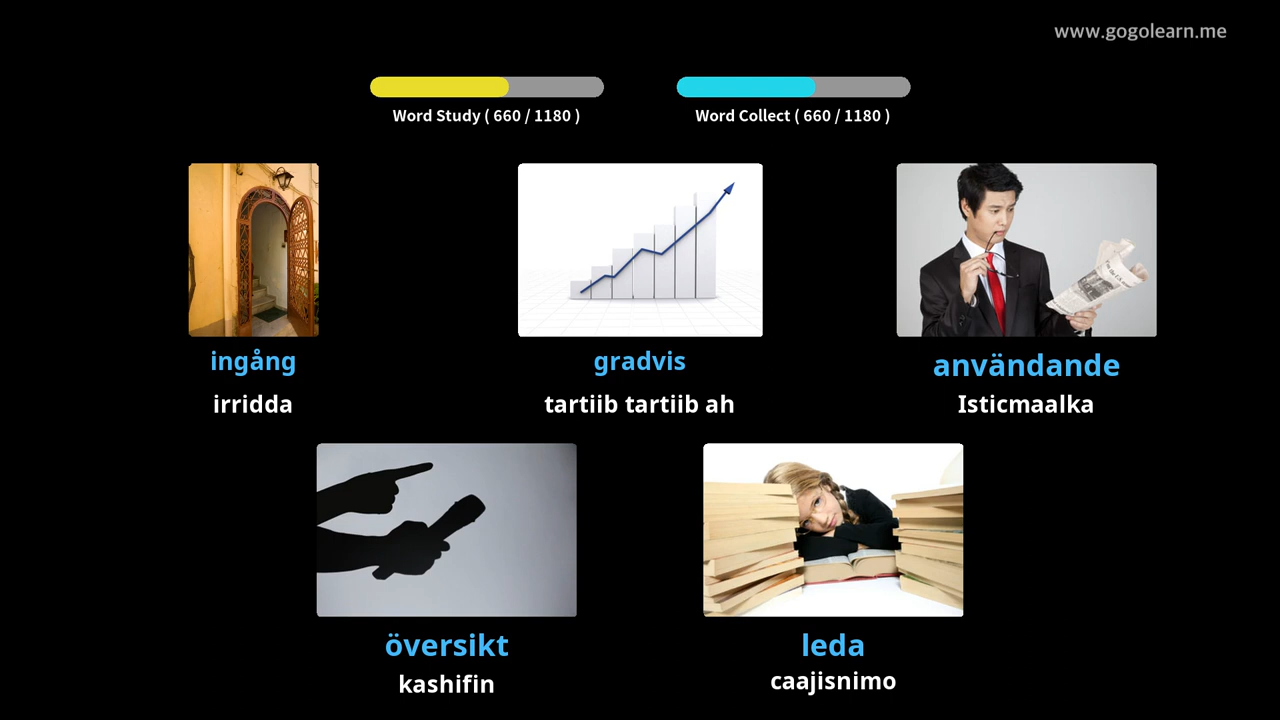 www.gogolearn.me
Word Study ( 660 / 1180 )
Word Collect ( 660 / 1180 )
ingång
gradvis
användande
irridda
tartiib tartiib ah
Isticmaalka
översikt
leda
kashifin
caajisnimo